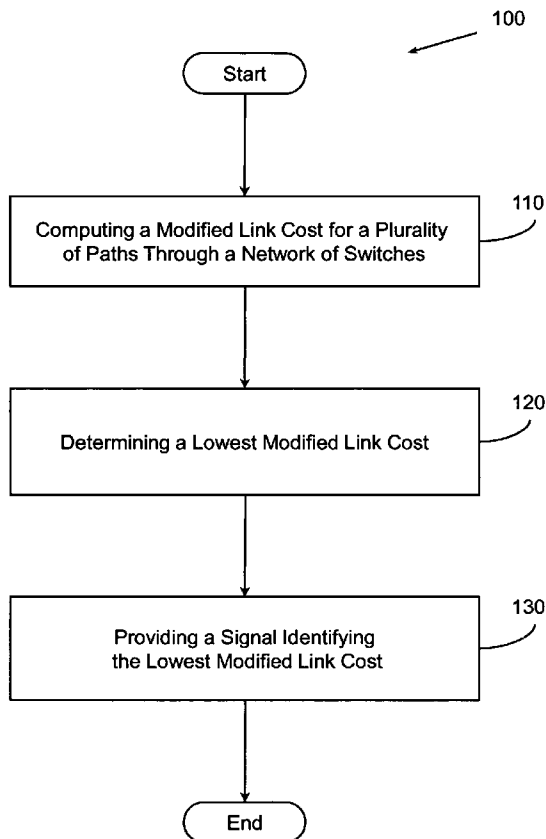 100
Start
Computing a Modified Link Cost for a Plurality
of Paths Through a Network of Switches
110
Determining a Lowest Modified Link Cost
120
Providing a Signal Identifying
the Lowest Modified Link Cost
130
End